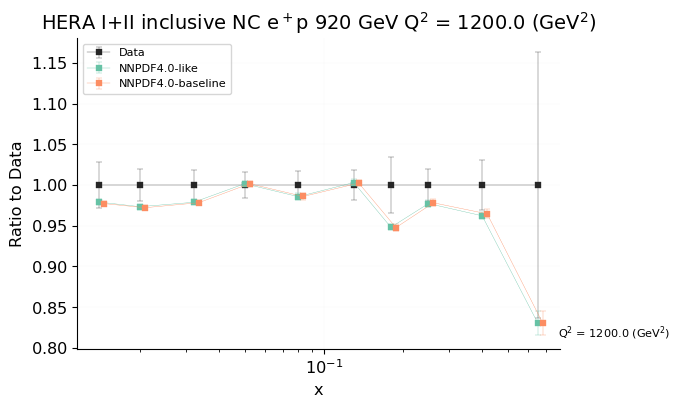 HERA I+II inclusive NC e⁺p 920 GeV Q² = 1200.0 (GeV²)
Data
NNPDF4.0-like
NNPDF4.0-baseline
Ratio to Data
1.15
1.10
1.05
1.00
0.95
0.90
0.85
0.80
Q² = 1200.0 (GeV²)
10⁻¹
x